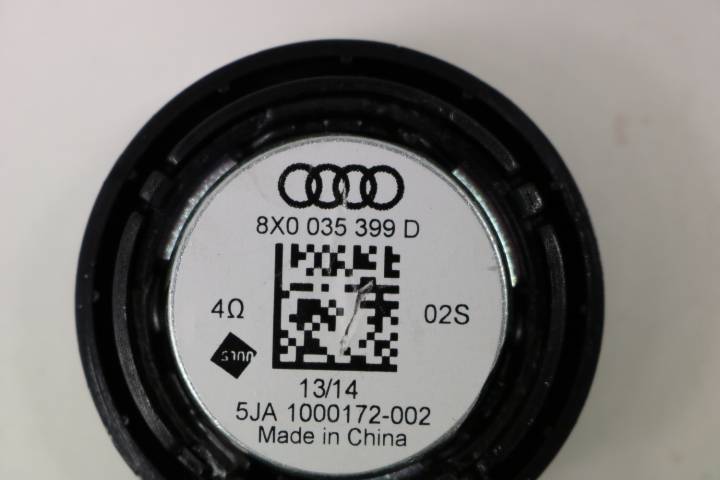 8X0 035 399 D
4Ω
02S
13/14
5JA 1000172-002
Made in China